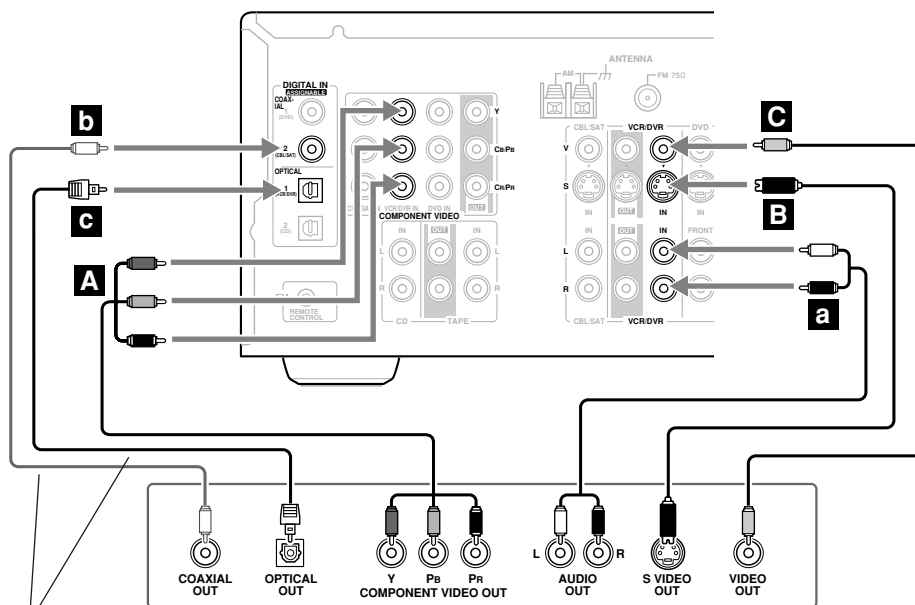 ANTENNA
AM
FM 75Ω
DIGITAL IN
ASSIGNABLE
COAX-
IAL
1
(DVD)
2
(CBL/SAT)
OPTICAL
1
(VCR/DVR)
2
(CD)
Y
CB/PB
CR/PR
VCR/DVR IN
DVD IN
OUT
COMPONENT VIDEO
IN
OUT
IN
L
L
R
R
CD
TAPE
REMOTE
CONTROL
CBL/SAT
VCR/DVR
DVD
V
S
IN
OUT
IN
IN
IN
OUT
IN
FRONT
L
R
CBL/SAT
VCR/DVR
b
c
A
C
B
a
COAXIAL
OUT
OPTICAL
OUT
Y
PB
PR
COMPONENT VIDEO OUT
L
R
AUDIO
OUT
S VIDEO
OUT
VIDEO
OUT